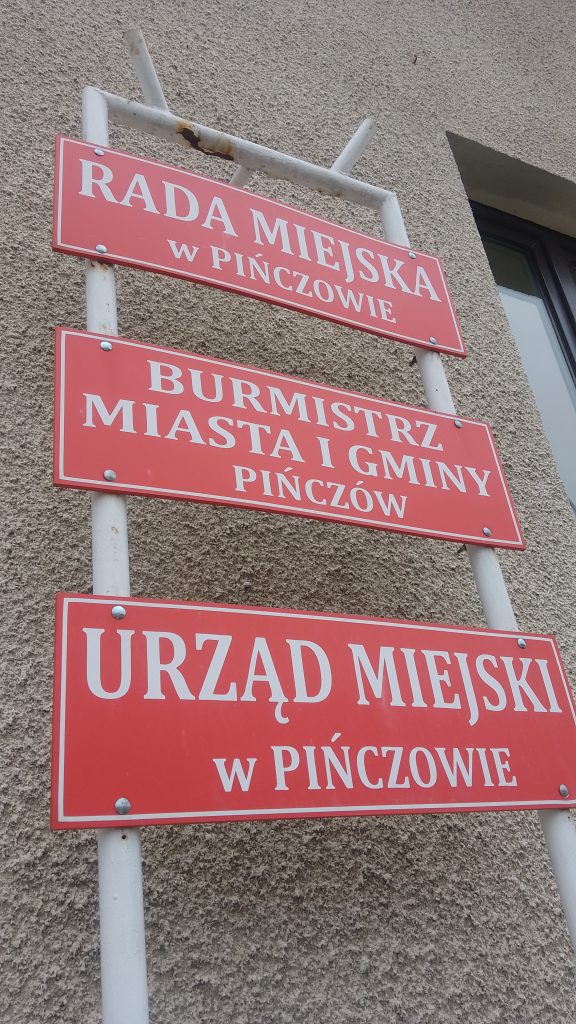 RADA MIEJSKA
w PIŃCZOWIE
BURMISTRZ
MIASTA I GMINY
PIŃCZÓW
URZĄD MIEJSKI
w PIŃCZOWIE